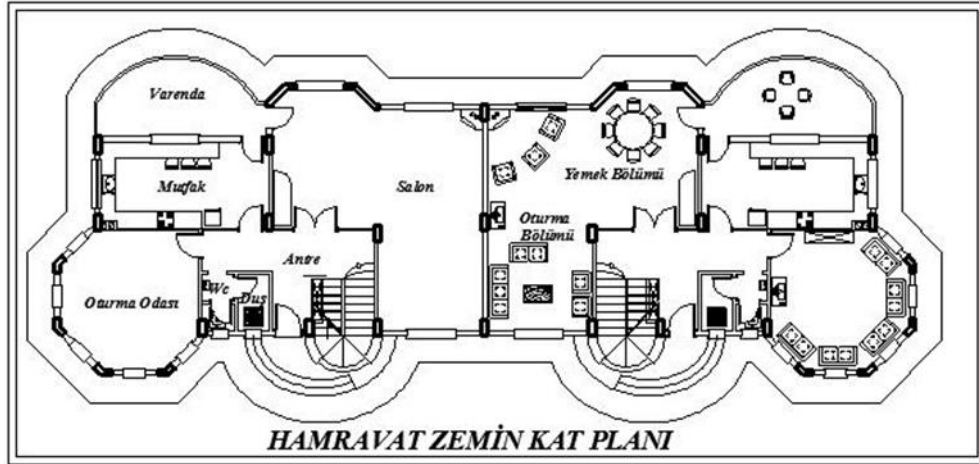 Varenda
Mutfak
Salon
Yemek Bölümü
Oturma
Bölümü
Antre
Wc
Duş
Oturma Odası
HAMRAVAT ZEMİN KAT PLANI